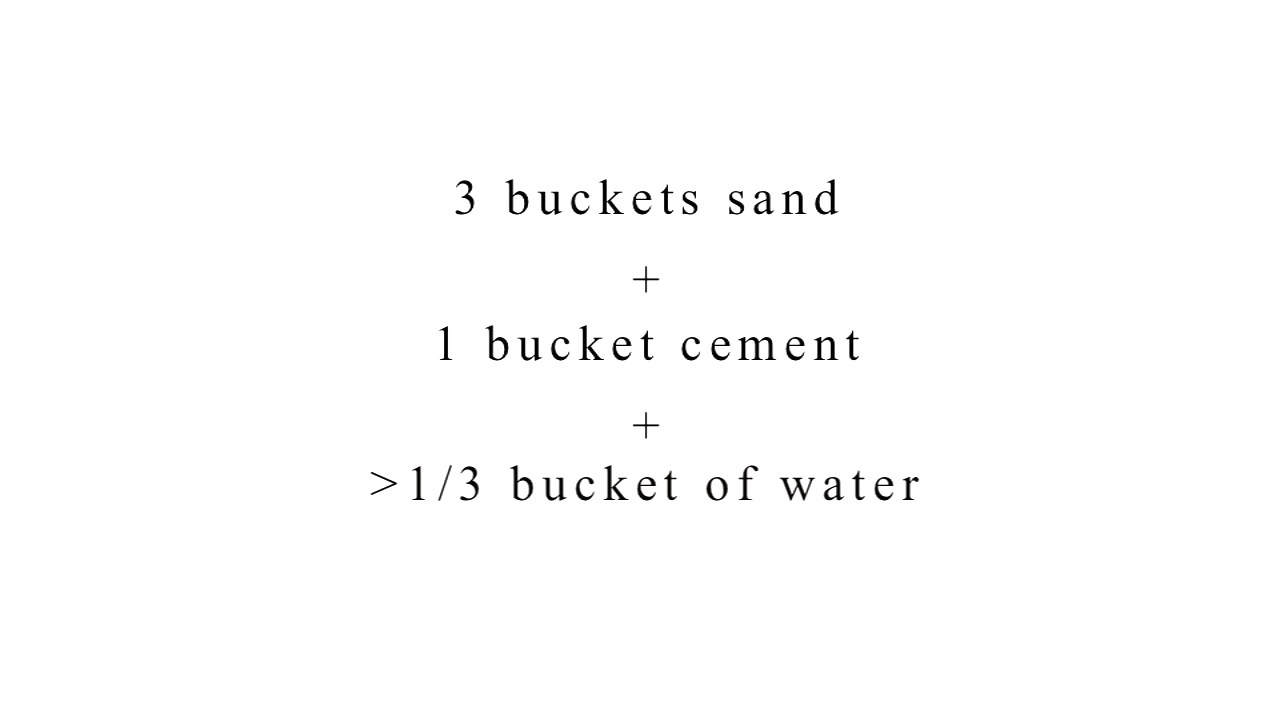 3 buckets sand
+
1 bucket cement
+
>1/3 bucket of water